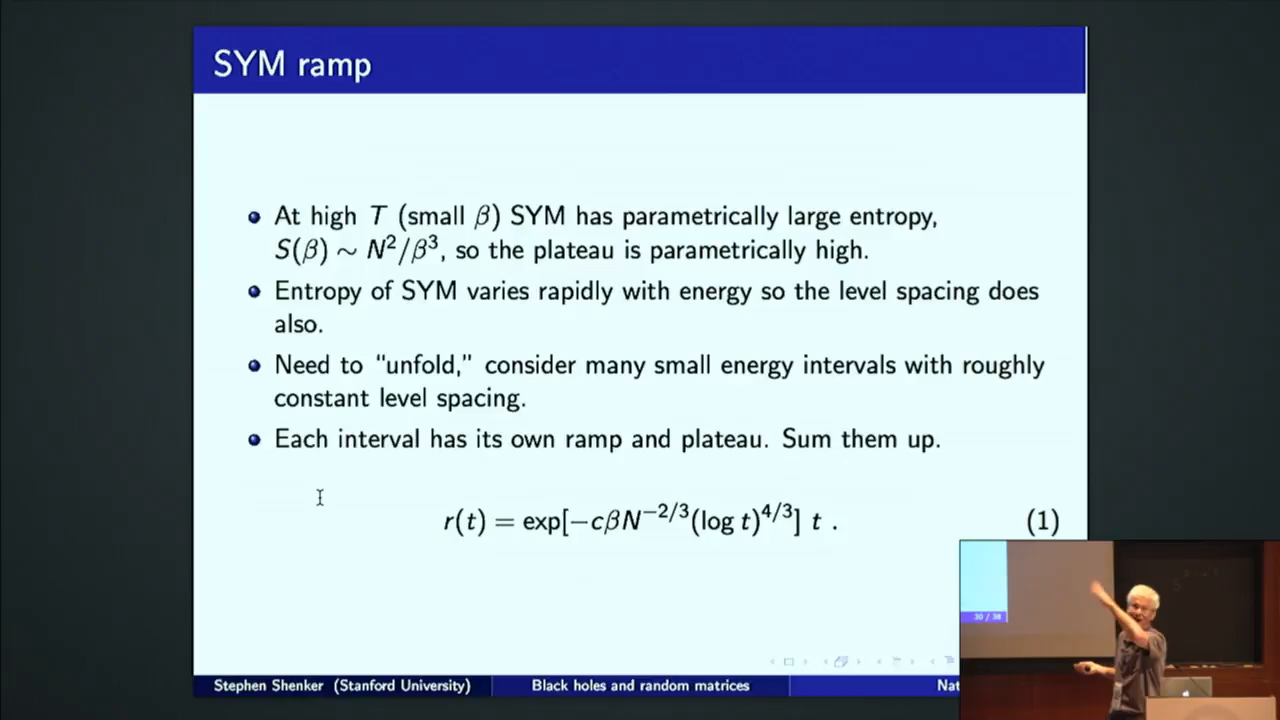 SYM ramp
At high T (small β) SYM has parametrically large entropy,
S(β) ∼ N²/β³, so the plateau is parametrically high.
Entropy of SYM varies rapidly with energy so the level spacing does
also.
Need to "unfold," consider many small energy intervals with roughly
constant level spacing.
Each interval has its own ramp and plateau. Sum them up.
r(t) = exp[−cβN^{−2/3}(log t)^{4/3}] t . (1)
30 / 38
Stephen Shenker (Stanford University) Black holes and random matrices Nat